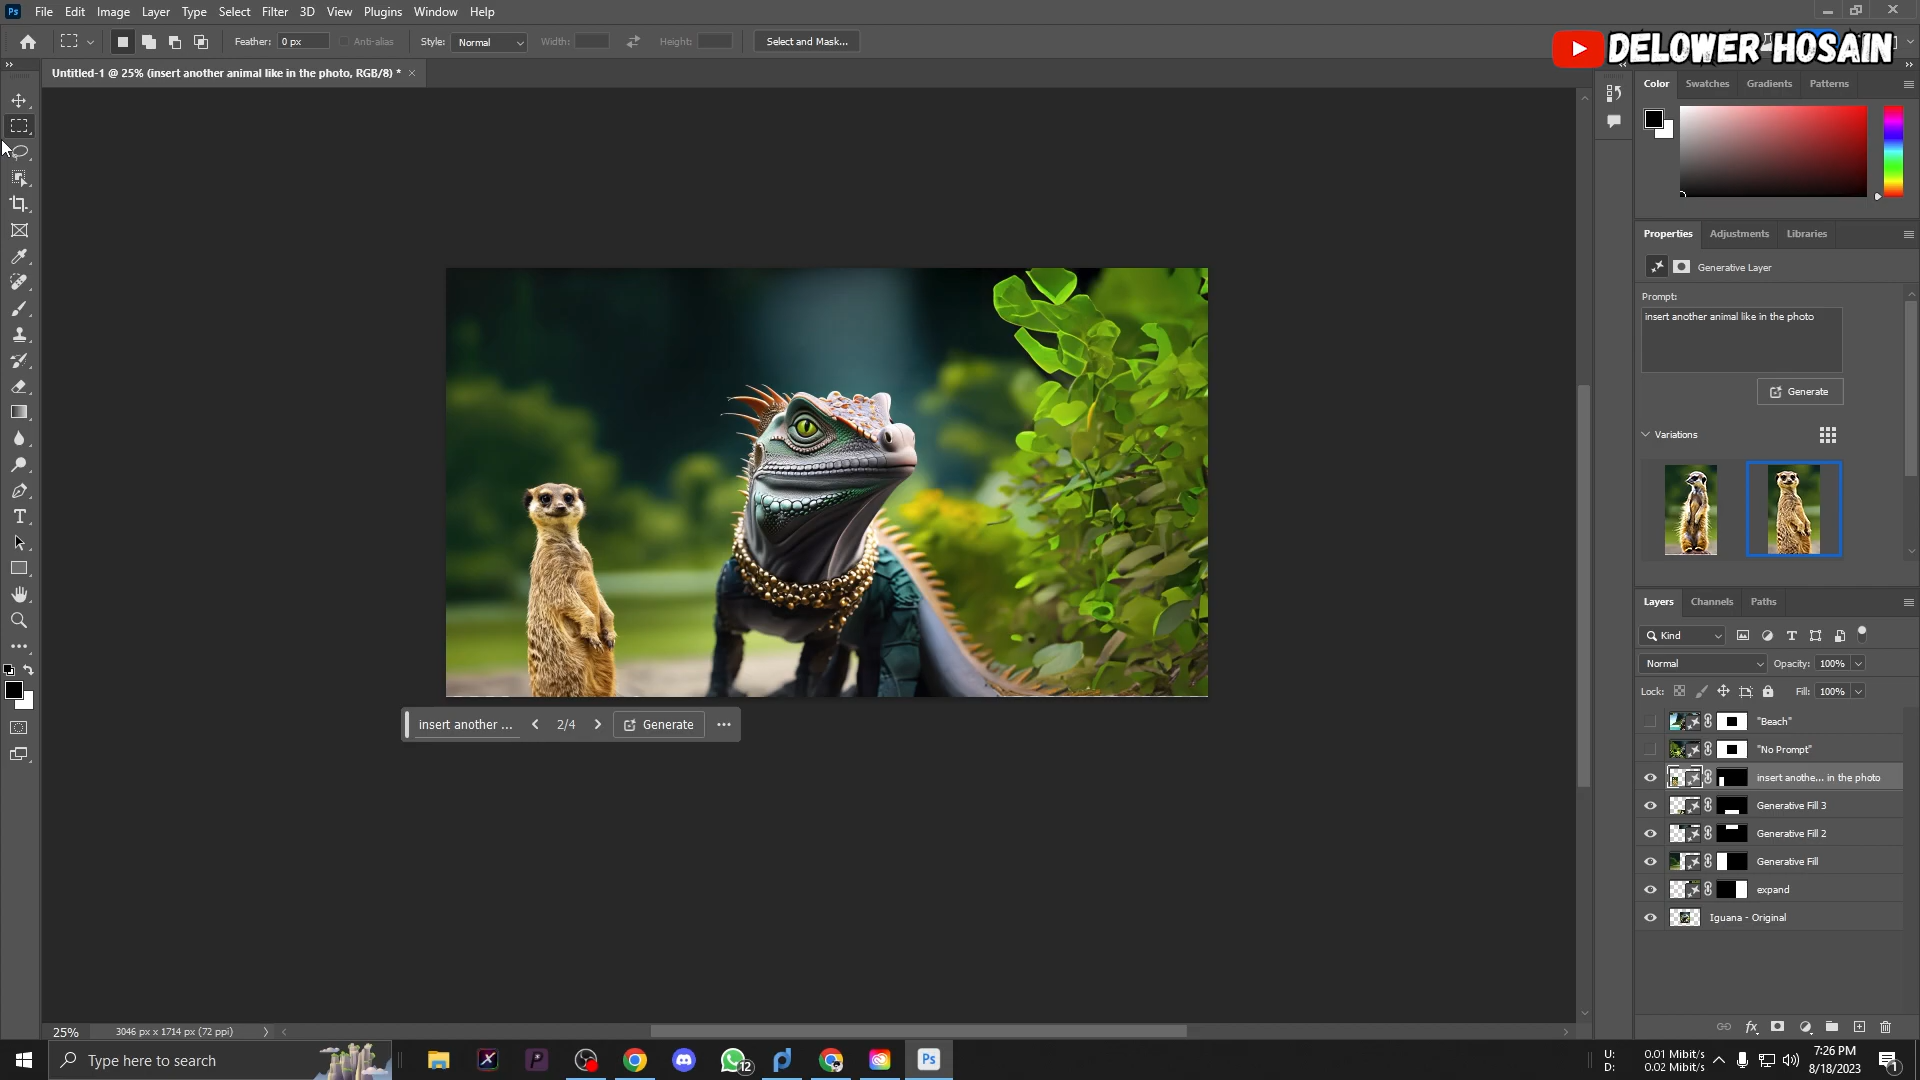 Ps File Edit Image Layer Type Select Filter 3D View Plugins Window Help
Feather: 0 px Anti-alias Style: Normal Width: Height: Select and Mask...
DELOWER HOSAIN
Untitled-1 @ 25% (insert another animal like in the photo, RGB/8) *
Color Swatches Gradients Patterns
Properties Adjustments Libraries
Generative Layer
Prompt:
insert another animal like in the photo
Generate
Variations
insert another ... 2/4 Generate
Layers Channels Paths
Kind
Normal Opacity: 100%
Lock: Fill: 100%
"Beach"
"No Prompt"
insert anothe... in the photo
Generative Fill 3
Generative Fill 2
Generative Fill
expand
Iguana - Original
25% 3046 px x 1714 px (72 ppi)
Type here to search
12
Ps
U: 0.01 Mibit/s
D: 0.02 Mibit/s
7:26 PM
8/18/2023
1